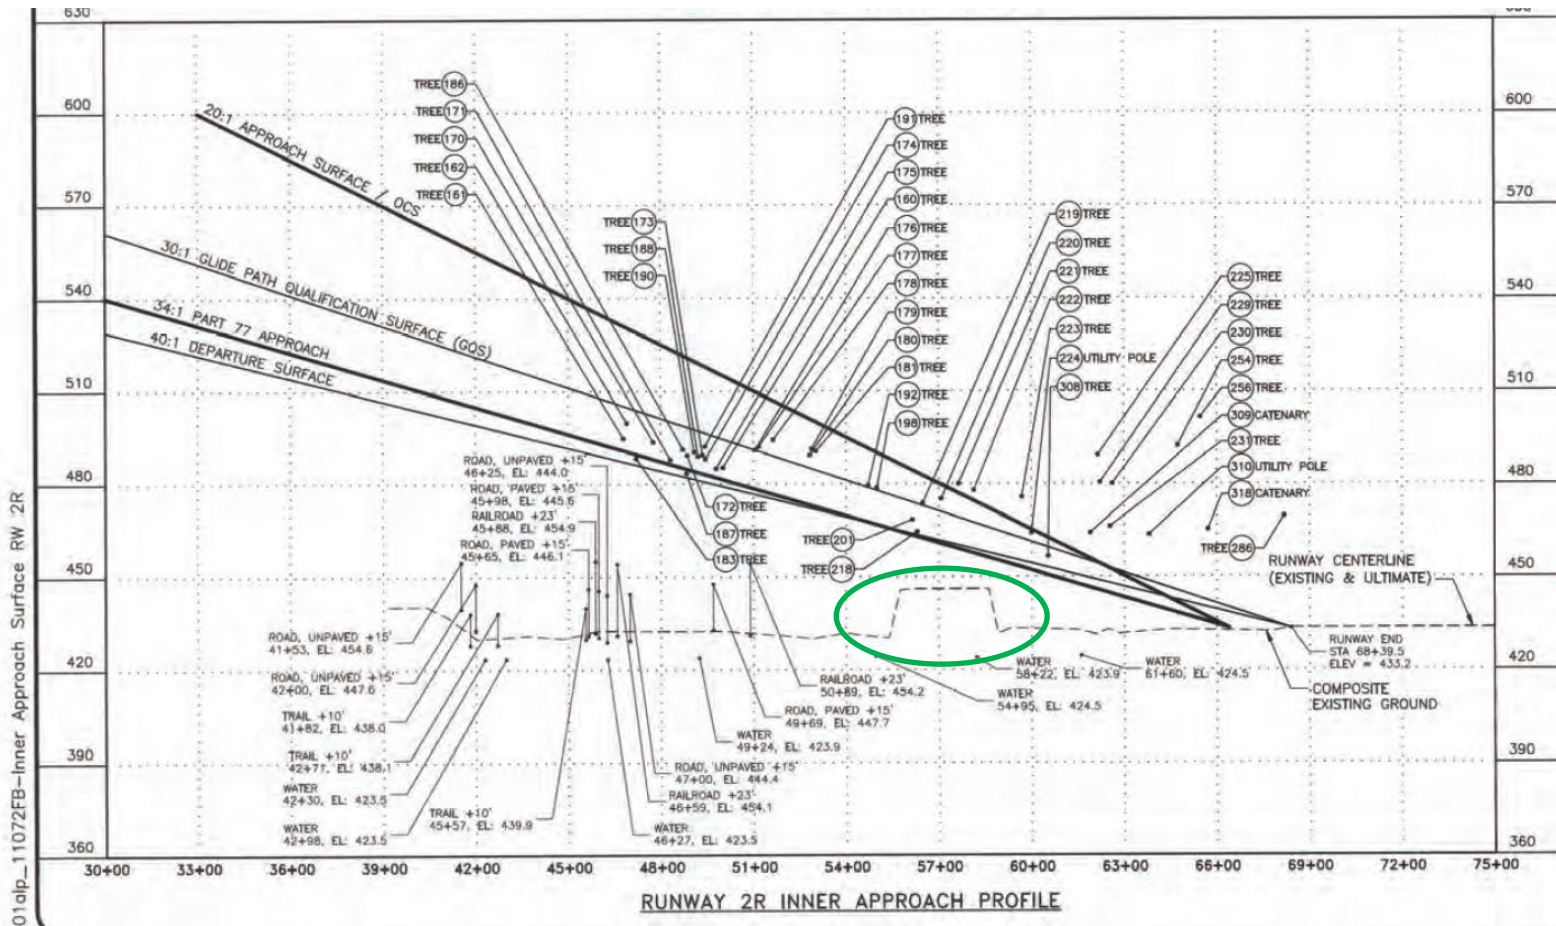 630
600
570
540
510
480
450
420
390
360
600
570
540
510
480
450
420
390
360
20:1 APPROACH SURFACE / OCS
30:1 GLIDE PATH QUALIFICATION SURFACE (GQS)
34:1 PART 77 APPROACH
40:1 DEPARTURE SURFACE
TREE 186
TREE 171
TREE 170
TREE 162
TREE 161
TREE 173
TREE 188
TREE 190
191 TREE
174 TREE
175 TREE
160 TREE
176 TREE
177 TREE
178 TREE
179 TREE
180 TREE
181 TREE
192 TREE
198 TREE
219 TREE
220 TREE
221 TREE
222 TREE
223 TREE
224 UTILITY POLE
308 TREE
225 TREE
229 TREE
230 TREE
254 TREE
256 TREE
309 CATENARY
231 TREE
310 UTILITY POLE
318 CATENARY
TREE 286
172 TREE
187 TREE
183 TREE
TREE 201
TREE 218
ROAD, UNPAVED +15'
46+25, EL: 444.0
ROAD, PAVED +16'
45+98, EL: 445.6
RAILROAD +23'
45+88, EL: 454.9
ROAD, PAVED +15'
45+65, EL: 446.1
RUNWAY CENTERLINE
(EXISTING & ULTIMATE)
ROAD, UNPAVED +15'
41+53, EL: 454.6
ROAD, UNPAVED +15'
42+00, EL: 447.6
TRAIL +10'
41+82, EL: 438.0
TRAIL +10'
42+77, EL: 438.1
WATER
42+30, EL: 423.5
WATER
42+98, EL: 423.5
TRAIL +10'
45+57, EL: 439.9
WATER
46+27, EL: 423.5
RAILROAD +23'
46+59, EL: 454.1
ROAD, UNPAVED +15'
47+00, EL: 444.4
WATER
49+24, EL: 423.9
ROAD, PAVED +15'
49+69, EL: 447.7
RAILROAD +23'
50+89, EL: 454.2
WATER
54+95, EL: 424.5
WATER
58+22, EL: 423.9
WATER
61+60, EL: 424.5
RUNWAY END
STA 68+39.5
ELEV = 433.2
COMPOSITE
EXISTING GROUND
30+00 33+00 36+00 39+00 42+00 45+00 48+00 51+00 54+00 57+00 60+00 63+00 66+00 69+00 72+00 75+00
RUNWAY 2R INNER APPROACH PROFILE
01alp_11072FB-Inner Approach Surface RW 2R